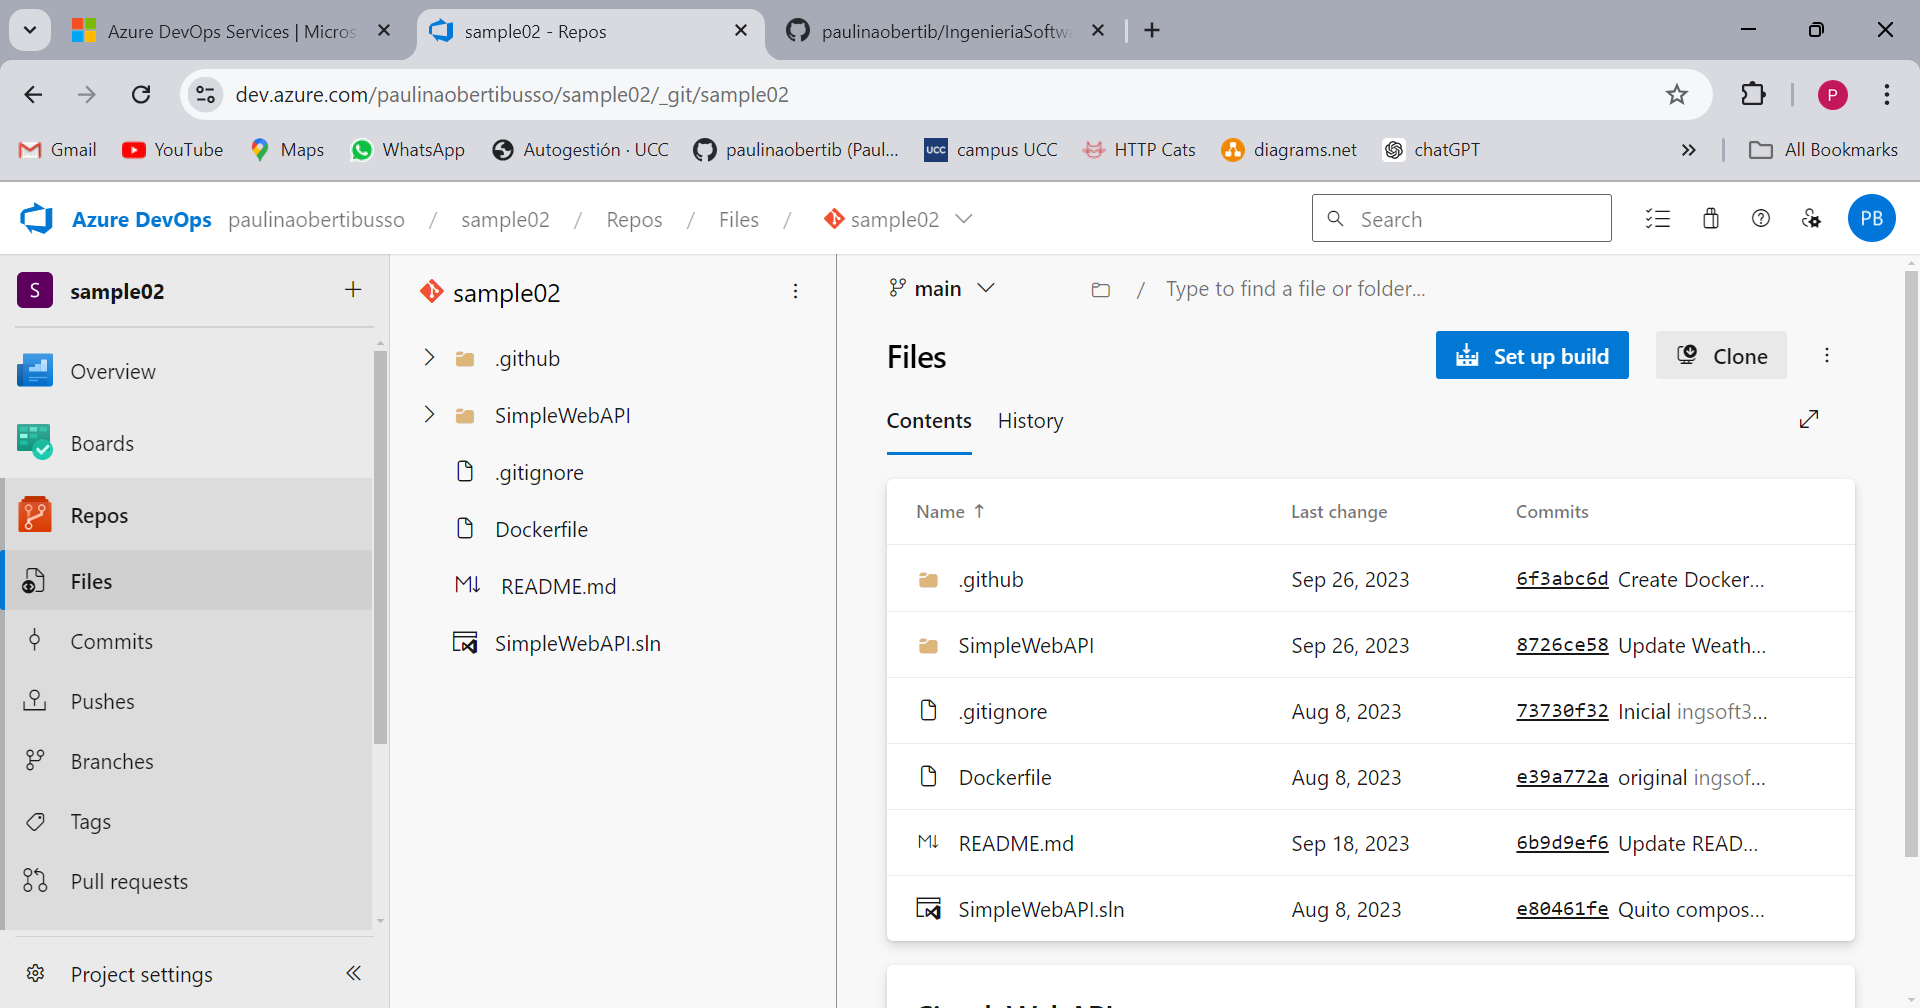 Azure DevOps Services | Micros
sample02 - Repos
paulinaobertib/IngenieriaSoftwa
dev.azure.com/paulinaobertibusso/sample02/_git/sample02
P
Gmail
YouTube
Maps
WhatsApp
Autogestión · UCC
paulinaobertib (Paul...
UCC
campus UCC
HTTP Cats
diagrams.net
chatGPT
»
All Bookmarks
Azure DevOps
paulinaobertibusso / sample02 / Repos / Files / sample02
Search
PB
S
sample02
Overview
Boards
Repos
Files
Commits
Pushes
Branches
Tags
Pull requests
Project settings
sample02
.github
SimpleWebAPI
.gitignore
Dockerfile
M↓ README.md
SimpleWebAPI.sln
main
/ Type to find a file or folder...
Files
Set up build
Clone
Contents
History
Name ↑ Last change Commits
.github Sep 26, 2023 6f3abc6d Create Docker...
SimpleWebAPI Sep 26, 2023 8726ce58 Update Weath...
.gitignore Aug 8, 2023 73730f32 Inicial ingsoft3...
Dockerfile Aug 8, 2023 e39a772a original ingsof...
M↓ README.md Sep 18, 2023 6b9d9ef6 Update READ...
SimpleWebAPI.sln Aug 8, 2023 e80461fe Quito compos...
SimpleWebAPI